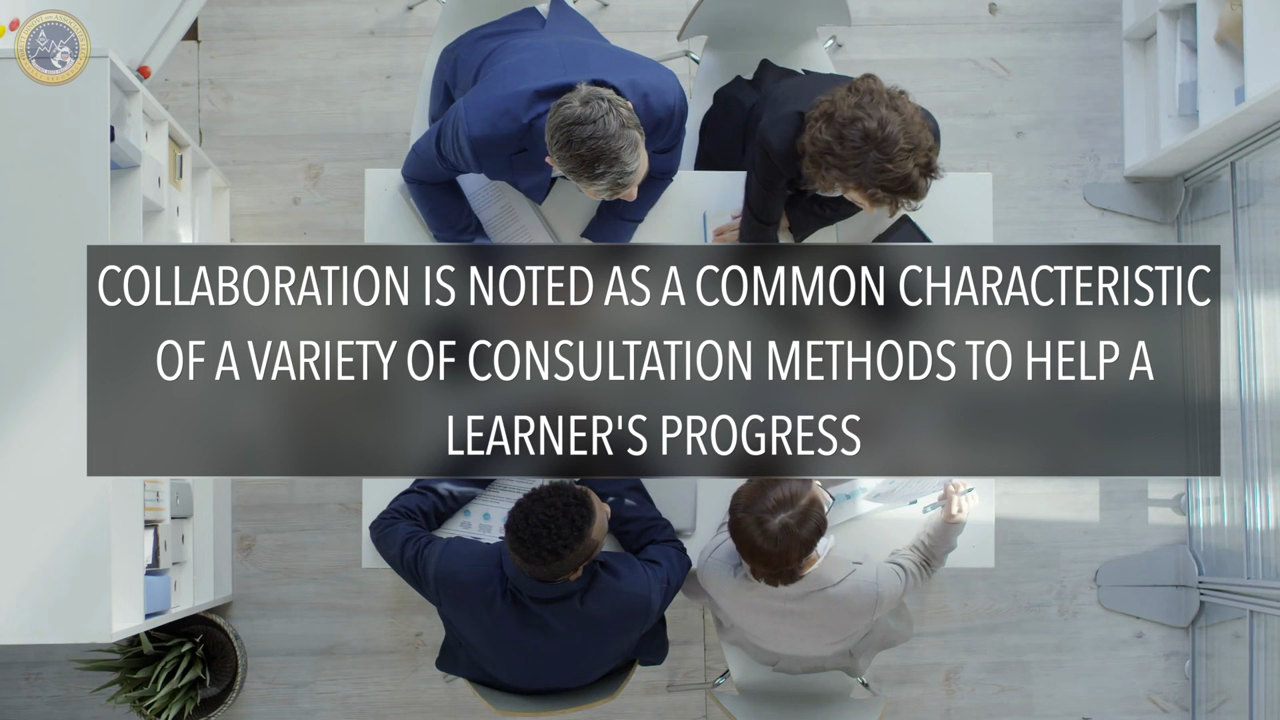 COLLABORATION IS NOTED AS A COMMON CHARACTERISTIC
OF A VARIETY OF CONSULTATION METHODS TO HELP A
LEARNER'S PROGRESS